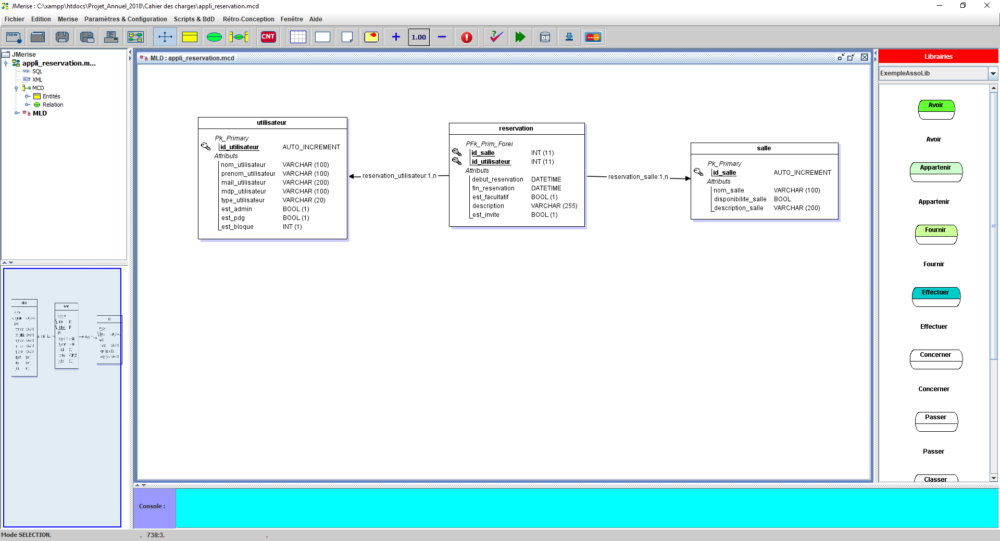 JMerise : C:\xampp\htdocs\Projet_Annuel_2018\Cahier des charges\appli_reservation.mcd
Fichier Edition Merise Paramètres & Configuration Scripts & BdD Rétro-Conception Fenêtre Aide
new CNT 1.00 DB
JMerise
appli_reservation.m...
SQL SQL
XML
MCD
Entités
Relation
MLD
MLD : appli_reservation.mcd
utilisateur
Pk_Primary
id_utilisateur AUTO_INCREMENT
Attributs
nom_utilisateur VARCHAR (100)
prenom_utilisateur VARCHAR (100)
mail_utilisateur VARCHAR (200)
mdp_utilisateur VARCHAR (100)
type_utilisateur VARCHAR (20)
est_admin BOOL (1)
est_pdg BOOL (1)
est_bloque INT (1)
reservation_utilisateur:1,n
reservation
PFk_Prim_Forei
id_salle INT (11)
id_utilisateur INT (11)
Attributs
debut_reservation DATETIME
fin_reservation DATETIME
est_facultatif BOOL (1)
description VARCHAR (255)
est_invite BOOL (1)
reservation_salle:1,n
salle
Pk_Primary
id_salle AUTO_INCREMENT
Attributs
nom_salle VARCHAR (100)
disponibilite_salle BOOL
description_salle VARCHAR (200)
Librairies
ExempleAssoLib
Avoir
Avoir
Appartenir
Appartenir
Fournir
Fournir
Effectuer
Effectuer
Concerner
Concerner
Passer
Passer
Classer
Console :
Mode SELECTION. . 738:3. .